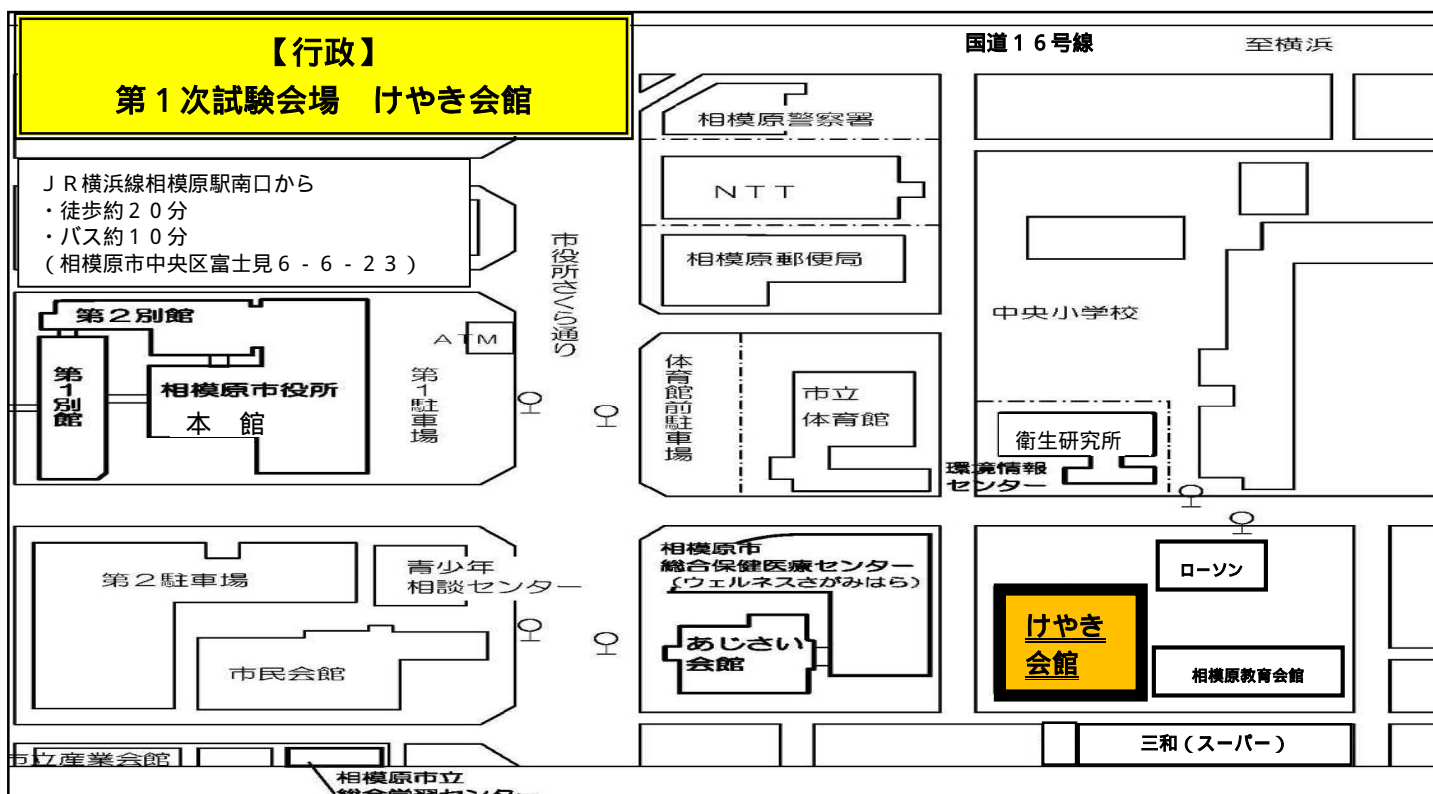 【行政】
第１次試験会場　けやき会館
国道１６号線
至横浜
ＪＲ横浜線相模原駅南口から
・徒歩約２０分
・バス約１０分
(相模原市中央区富士見６-６-２３)
相模原警察署
ＮＴＴ
相模原郵便局
市役所さくら通り
中央小学校
第２別館
第１別館
相模原市役所
本　館
ＡＴＭ
第１駐車場
体育館前駐車場
市立
体育館
衛生研究所
環境情報
センター
第２駐車場
青少年
相談センター
市民会館
相模原市
総合保健医療センター
(ウェルネスさがみはら)
あじさい
会館
ローソン
けやき
会館
相模原教育会館
三和(スーパー)
市立産業会館
相模原市立
総合学習センター